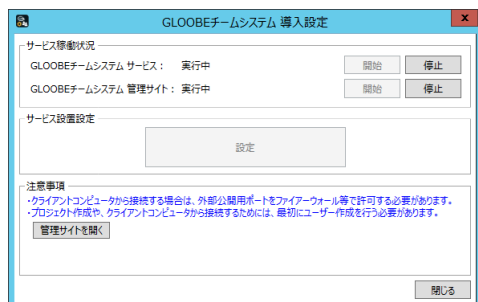 GLOOBEチームシステム 導入設定
x
サービス稼働状況
GLOOBEチームシステム サービス： 実行中 開始 停止
GLOOBEチームシステム 管理サイト： 実行中 開始 停止
サービス設置設定
設定
注意事項
・クライアントコンピュータから接続する場合は、外部公開用ポートをファイアーウォール等で許可する必要があります。
・プロジェクト作成や、クライアントコンピュータから接続するためには、最初にユーザー作成を行う必要があります。
管理サイトを開く
閉じる